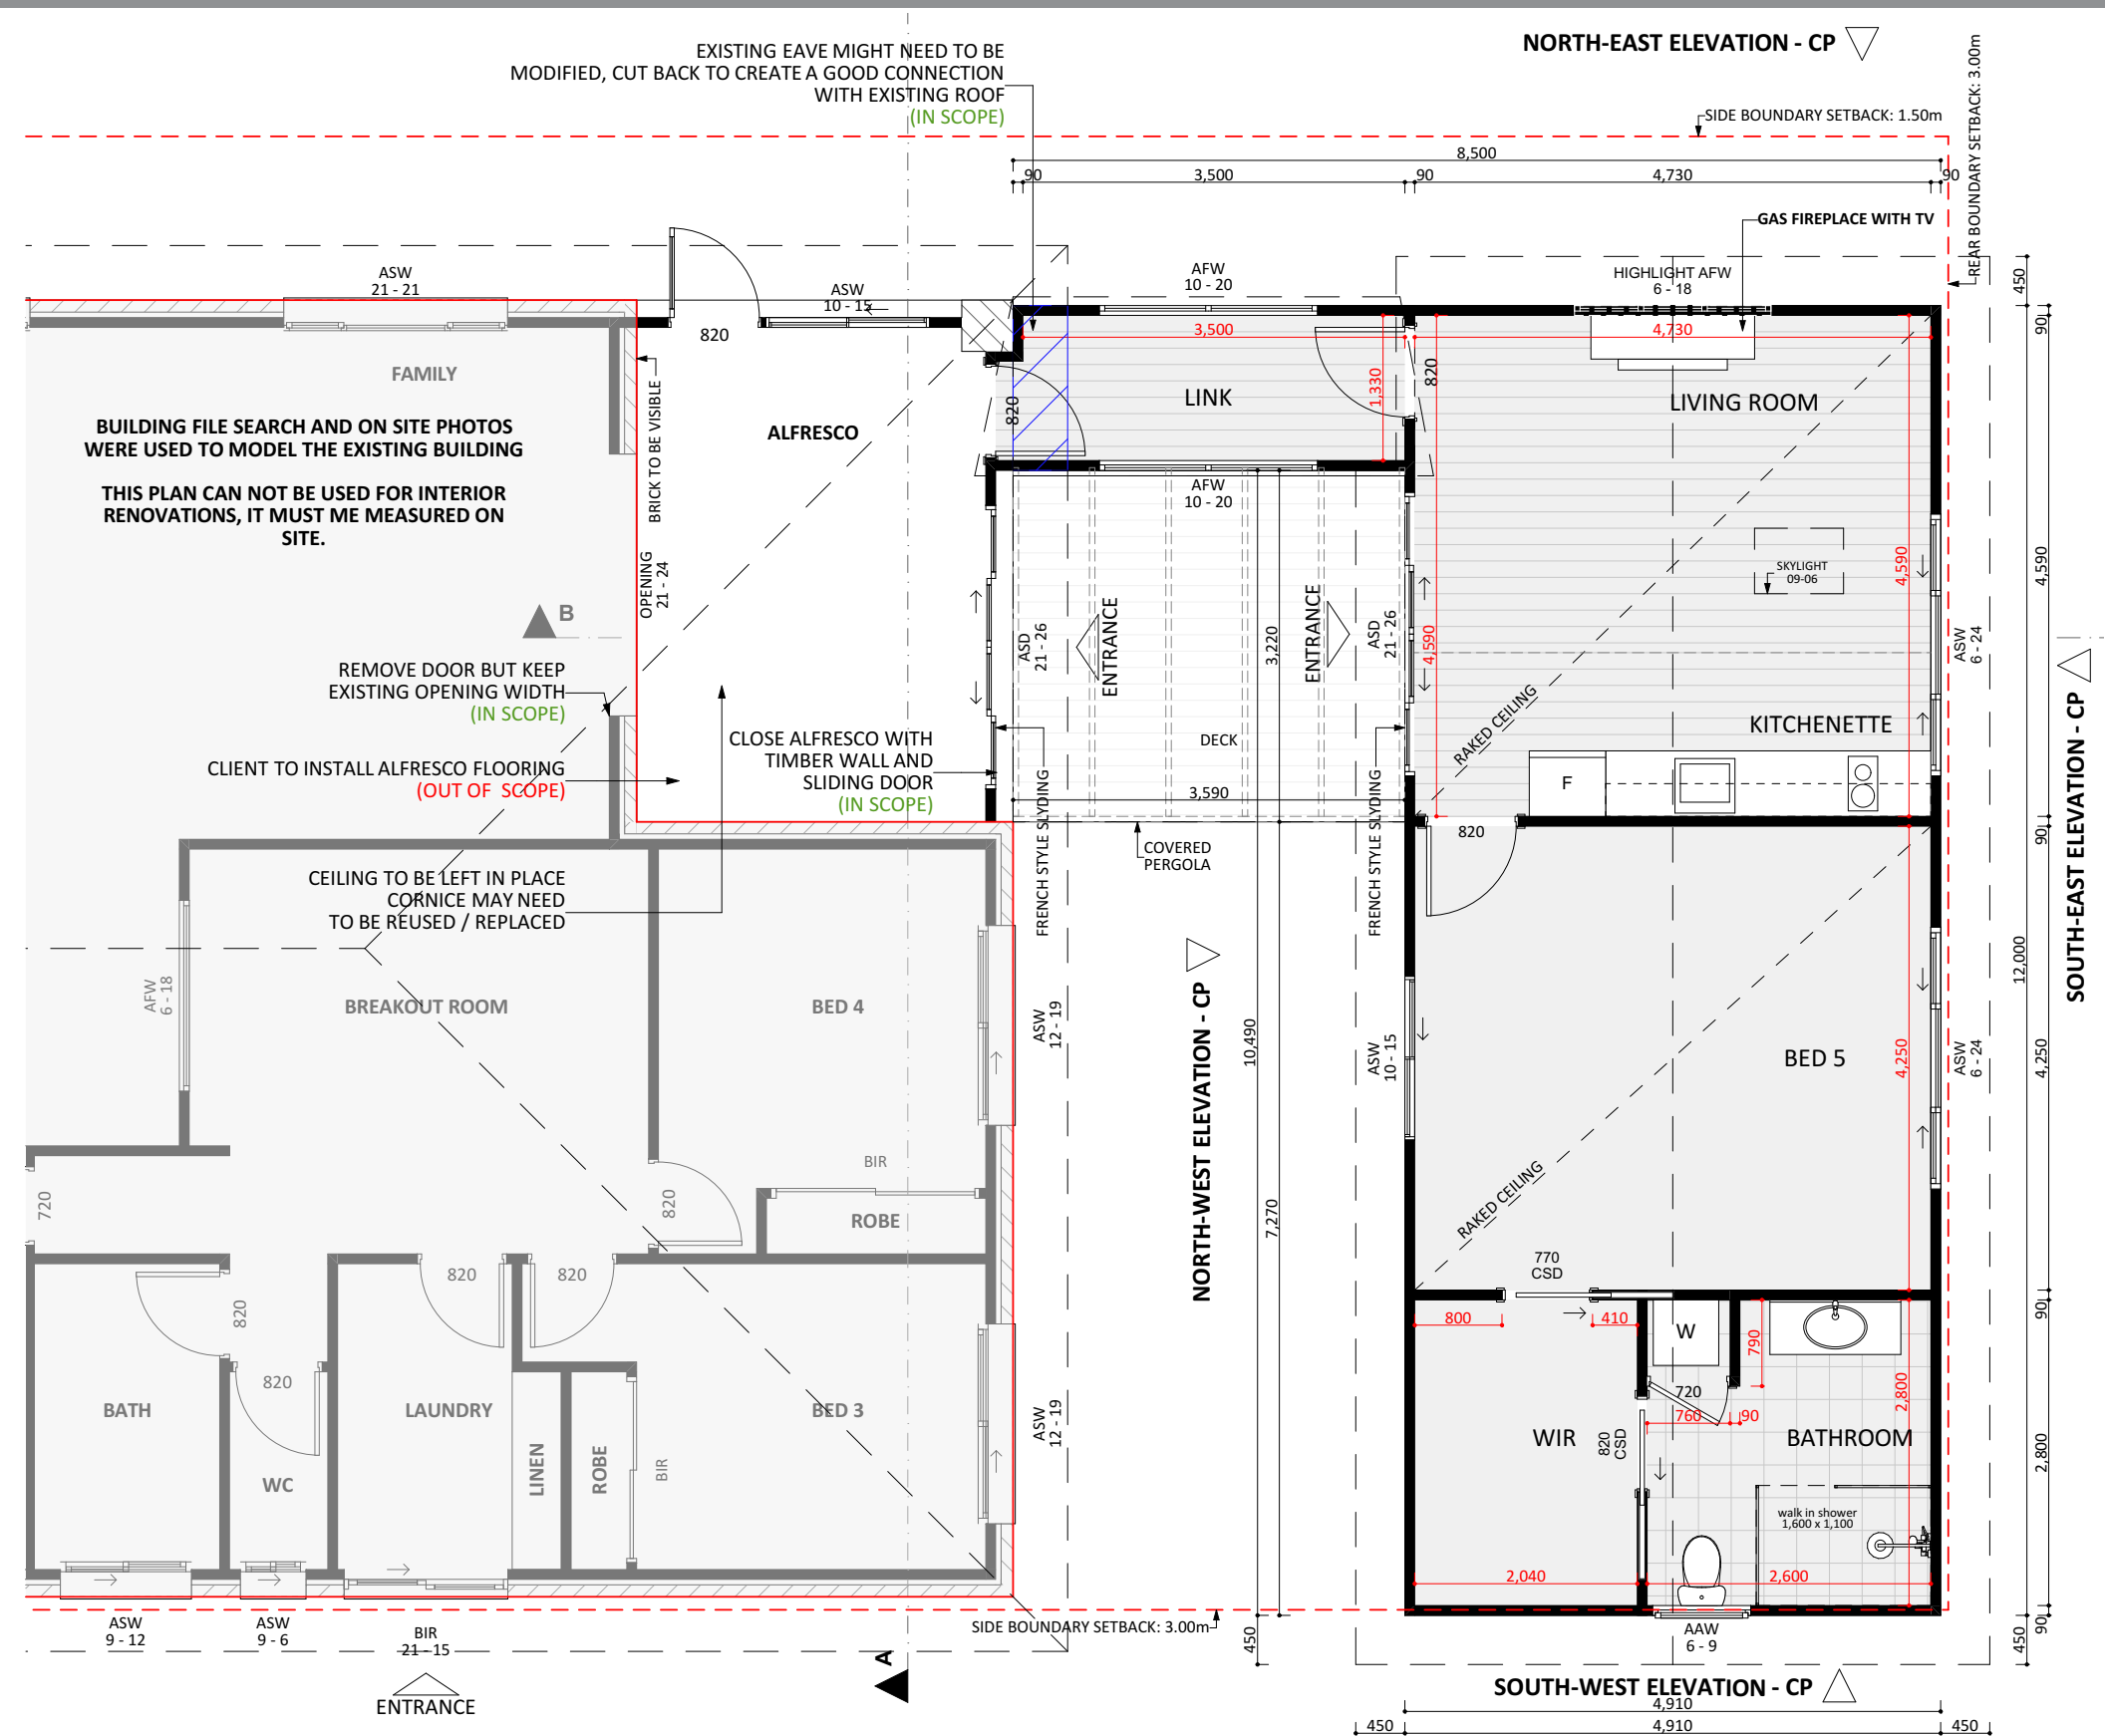 NORTH-EAST ELEVATION - CP
EXISTING EAVE MIGHT NEED TO BE
MODIFIED, CUT BACK TO CREATE A GOOD CONNECTION
WITH EXISTING ROOF
(IN SCOPE)
SIDE BOUNDARY SETBACK: 1.50m
REAR BOUNDARY SETBACK: 3.00m
8,500
90
3,500
90
4,730
90
GAS FIREPLACE WITH TV
ASW
21 - 21
ASW
10 - 15
820
AFW
10 - 20
HIGHLIGHT AFW
6 - 18
450
90
3,500
4,730
FAMILY
BUILDING FILE SEARCH AND ON SITE PHOTOS
WERE USED TO MODEL THE EXISTING BUILDING
THIS PLAN CAN NOT BE USED FOR INTERIOR
RENOVATIONS, IT MUST ME MEASURED ON
SITE.
BRICK TO BE VISIBLE
ALFRESCO
820
LINK
1,330
820
LIVING ROOM
AFW
10 - 20
OPENING
21 - 24
B
SKYLIGHT
09-06
4,590
4,590
4,590
ASD
21 - 26
ENTRANCE
3,220
ENTRANCE
ASD
21 - 26
ASW
6 - 24
REMOVE DOOR BUT KEEP
EXISTING OPENING WIDTH
(IN SCOPE)
RAKED CEILING
KITCHENETTE
SOUTH-EAST ELEVATION - CP
CLIENT TO INSTALL ALFRESCO FLOORING
(OUT OF SCOPE)
CLOSE ALFRESCO WITH
TIMBER WALL AND
SLIDING DOOR
(IN SCOPE)
DECK
3,590
F
FRENCH STYLE SLYDING
FRENCH STYLE SLYDING
COVERED
PERGOLA
820
90
CEILING TO BE LEFT IN PLACE
CORNICE MAY NEED
TO BE REUSED / REPLACED
AFW
6 - 18
BREAKOUT ROOM
BED 4
ASW
12 - 19
NORTH-WEST ELEVATION - CP
10,490
ASW
10 - 15
BED 5
4,250
ASW
6 - 24
4,250
12,000
BIR
ROBE
720
820
7,270
RAKED CEILING
770
CSD
820
820
820
800
410
W
790
90
820
BATH
LAUNDRY
BED 3
WC
LINEN
ROBE
BIR
ASW
12 - 19
720
760
90
2,800
2,800
WIR
820
CSD
BATHROOM
walk in shower
1,600 x 1,100
2,040
2,600
ASW
9 - 12
ASW
9 - 6
BIR
21 - 15
ENTRANCE
A
SIDE BOUNDARY SETBACK: 3.00m
450
AAW
6 - 9
450
90
SOUTH-WEST ELEVATION - CP
4,910
450
4,910
450